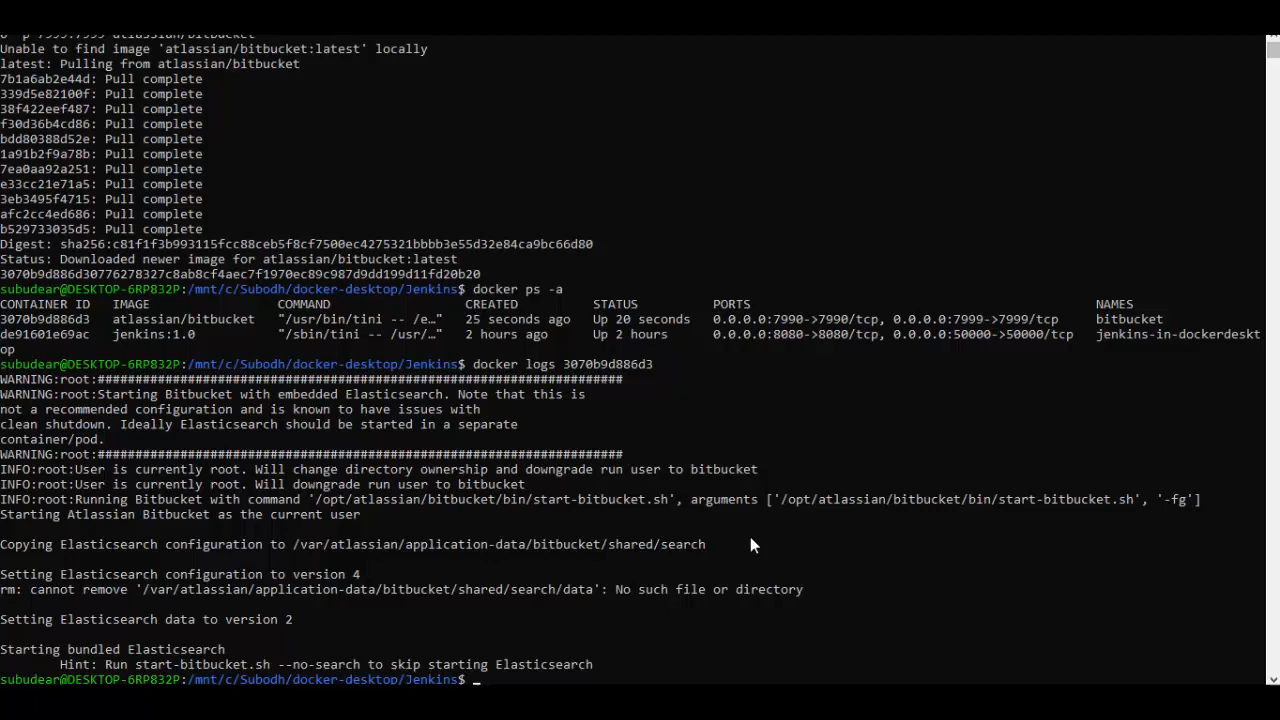 Unable to find image 'atlassian/bitbucket:latest' locally
latest: Pulling from atlassian/bitbucket
7b1a6ab2e44d: Pull complete
339d5e82100f: Pull complete
38f422eef487: Pull complete
f30d36b4cd86: Pull complete
bdd80388d52e: Pull complete
1a91b2f9a78b: Pull complete
7ea0aa92a251: Pull complete
e33cc21e71a5: Pull complete
3eb3495f4715: Pull complete
afc2cc4ed686: Pull complete
b529733035d5: Pull complete
Digest: sha256:c81f1f3b993115fcc88ceb5f8cf7500ec4275321bbbb3e55d32e84ca9bc66d80
Status: Downloaded newer image for atlassian/bitbucket:latest
3070b9d886d30776278327c8ab8cf4aec7f1970ec89c987d9dd199d11fd20b20
subudear@DESKTOP-6RP832P:/mnt/c/Subodh/docker-desktop/Jenkins$ docker ps -a
CONTAINER ID IMAGE COMMAND CREATED STATUS PORTS NAMES
3070b9d886d3 atlassian/bitbucket "/usr/bin/tini -- /e…" 25 seconds ago Up 20 seconds 0.0.0.0:7990->7990/tcp, 0.0.0.0:7999->7999/tcp bitbucket
de91601e69ac jenkins:1.0 "/sbin/tini -- /usr/…" 2 hours ago Up 2 hours 0.0.0.0:8080->8080/tcp, 0.0.0.0:50000->50000/tcp jenkins-in-dockerdeskt
op
subudear@DESKTOP-6RP832P:/mnt/c/Subodh/docker-desktop/Jenkins$ docker logs 3070b9d886d3
WARNING:root:######################################################################
WARNING:root:Starting Bitbucket with embedded Elasticsearch. Note that this is
not a recommended configuration and is known to have issues with
clean shutdown. Ideally Elasticsearch should be started in a separate
container/pod.
WARNING:root:######################################################################
INFO:root:User is currently root. Will change directory ownership and downgrade run user to bitbucket
INFO:root:User is currently root. Will downgrade run user to bitbucket
INFO:root:Running Bitbucket with command '/opt/atlassian/bitbucket/bin/start-bitbucket.sh', arguments ['/opt/atlassian/bitbucket/bin/start-bitbucket.sh', '-fg']
Starting Atlassian Bitbucket as the current user
Copying Elasticsearch configuration to /var/atlassian/application-data/bitbucket/shared/search
Setting Elasticsearch configuration to version 4
rm: cannot remove '/var/atlassian/application-data/bitbucket/shared/search/data': No such file or directory
Setting Elasticsearch data to version 2
Starting bundled Elasticsearch
Hint: Run start-bitbucket.sh --no-search to skip starting Elasticsearch
subudear@DESKTOP-6RP832P:/mnt/c/Subodh/docker-desktop/Jenkins$ _